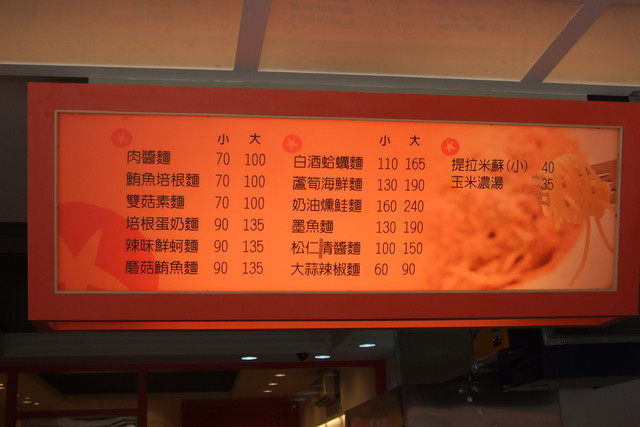 小 大
肉醬麵 70 100
鮪魚培根麵 70 100
雙菇素麵 70 100
培根蛋奶麵 90 135
辣味鮮蚵麵 90 135
磨菇鮪魚麵 90 135
小 大
白酒蛤蠣麵 110 165
蘆筍海鮮麵 130 190
奶油燻鮭麵 160 240
墨魚麵 130 190
松仁青醬麵 100 150
大蒜辣椒麵 60 90
提拉米蘇(小) 40
玉米濃湯 35